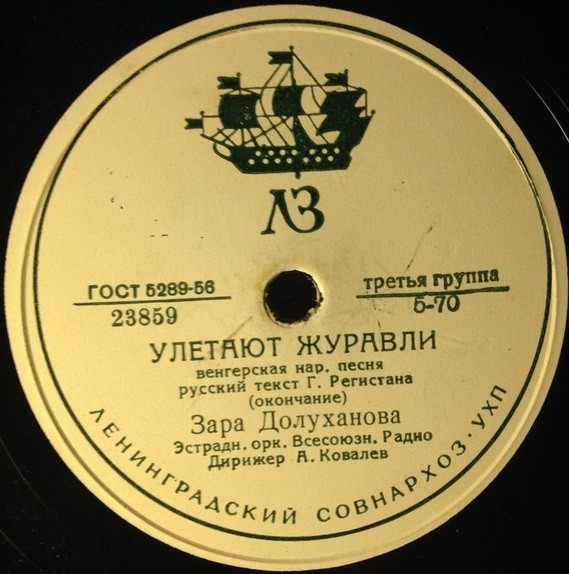 ЛЗ
ГОСТ 5289-56
третья группа
23859
5-70
УЛЕТАЮТ ЖУРАВЛИ
венгерская нар. песня
русский текст Г. Регистана
(окончание)
Зара Долуханова
Эстрадн. орк. Всесоюзн. Радио
Дирижер А. Ковалев
ЛЕНИНГРАДСКИЙ СОВНАРХОЗ·УХП